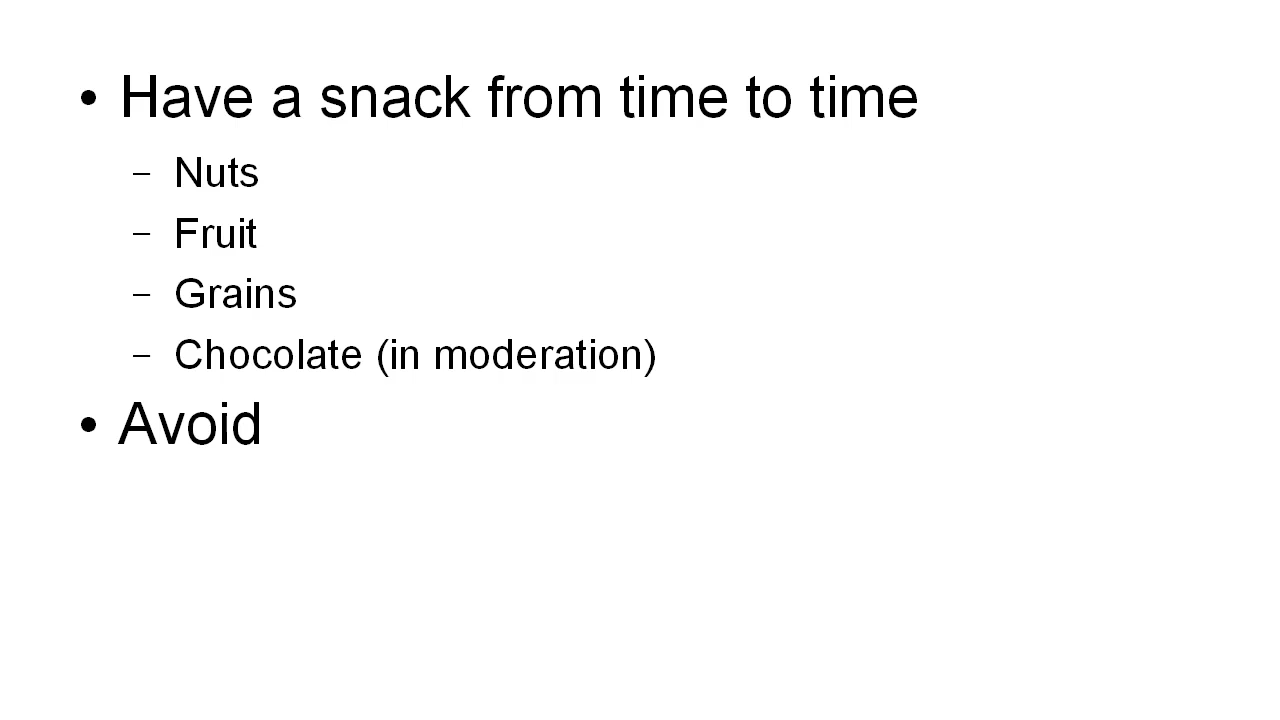 • Have a snack from time to time
– Nuts
– Fruit
– Grains
– Chocolate (in moderation)
• Avoid